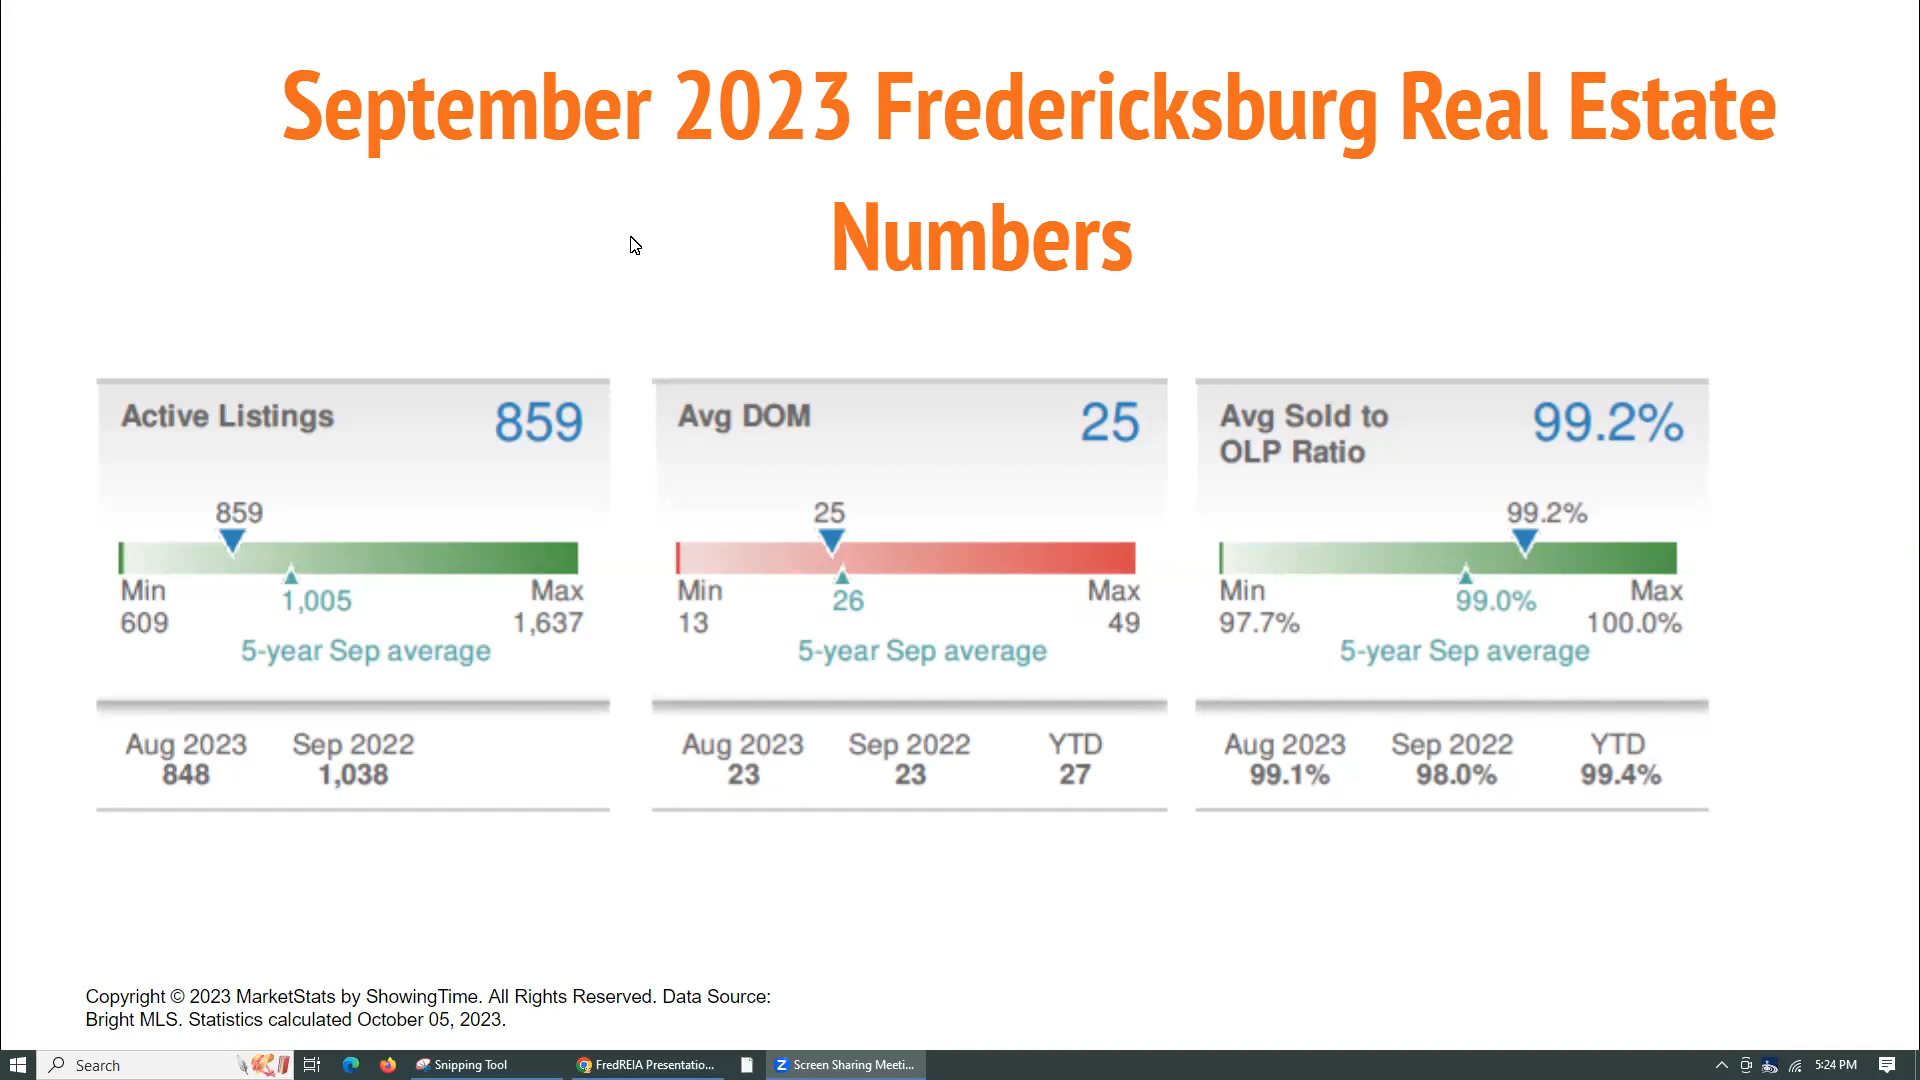 September 2023 Fredericksburg Real Estate
Numbers
Active Listings 859
859
Min 1,005 Max
609 1,637
5-year Sep average
Aug 2023 Sep 2022
848 1,038
Avg DOM 25
25
Min 26 Max
13 49
5-year Sep average
Aug 2023 Sep 2022 YTD
23 23 27
Avg Sold to 99.2%
OLP Ratio
99.2%
Min 99.0% Max
97.7% 100.0%
5-year Sep average
Aug 2023 Sep 2022 YTD
99.1% 98.0% 99.4%
Copyright © 2023 MarketStats by ShowingTime. All Rights Reserved. Data Source:
Bright MLS. Statistics calculated October 05, 2023.
Search Snipping Tool FredREIA Presentatio... Screen Sharing Meeti... 5:24 PM